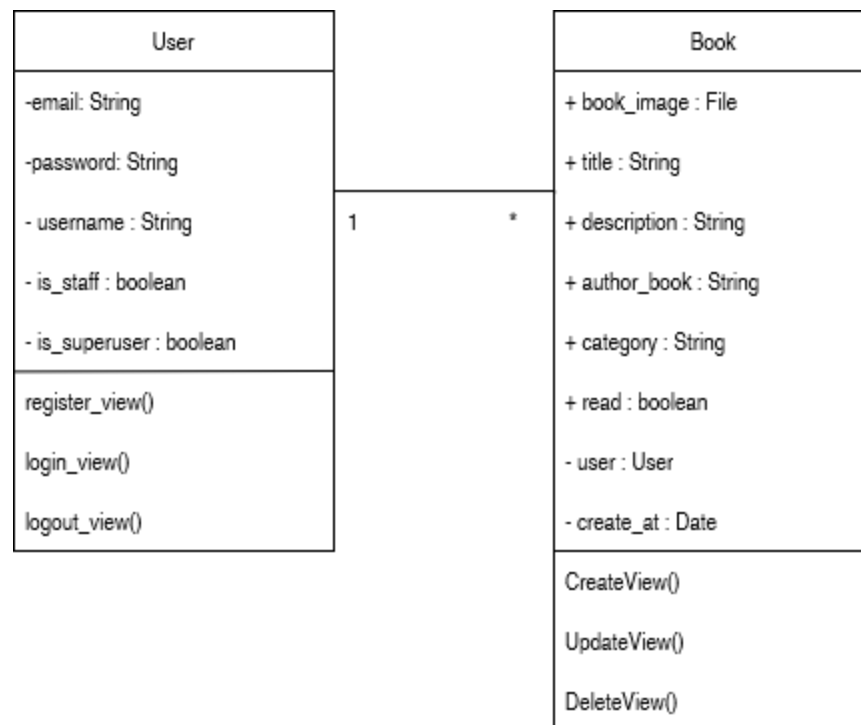 User
-email: String
-password: String
- username : String
- is_staff : boolean
- is_superuser : boolean
register_view()
login_view()
logout_view()
1
*
Book
+ book_image : File
+ title : String
+ description : String
+ author_book : String
+ category : String
+ read : boolean
- user : User
- create_at : Date
CreateView()
UpdateView()
DeleteView()